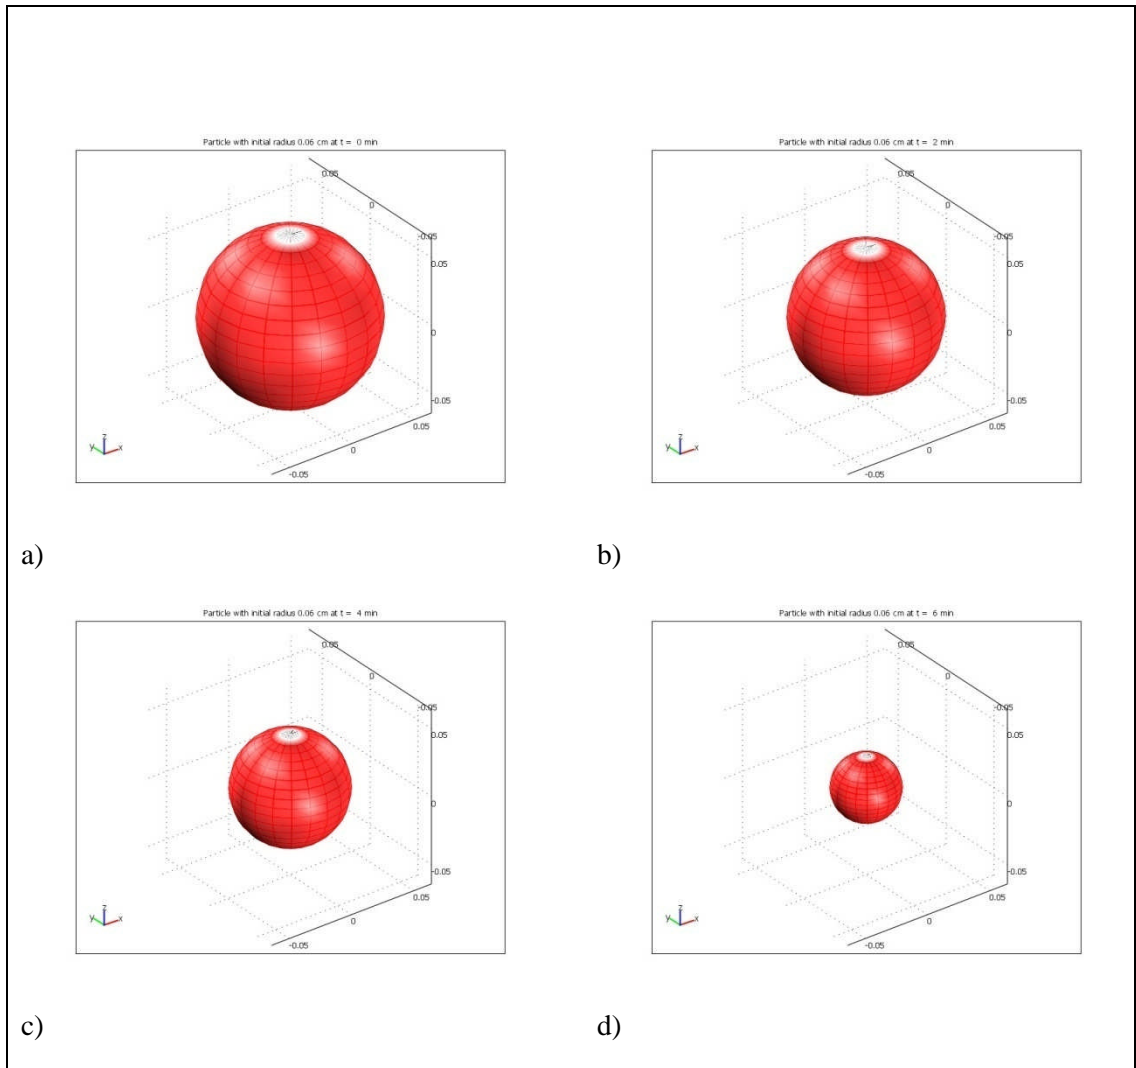 Particle with initial radius 0.06 cm at t =  0 min
0.05
0
-0.05
0.05
0
-0.05
0.05
0
-0.05
z
y
x
a)
Particle with initial radius 0.06 cm at t =  2 min
0.05
0
-0.05
0.05
0
-0.05
0.05
0
-0.05
z
y
x
b)
Particle with initial radius 0.06 cm at t =  4 min
0.05
0
-0.05
0.05
0
-0.05
0.05
0
-0.05
z
y
x
c)
Particle with initial radius 0.06 cm at t =  6 min
0.05
0
-0.05
0.05
0
-0.05
0.05
0
-0.05
z
y
x
d)